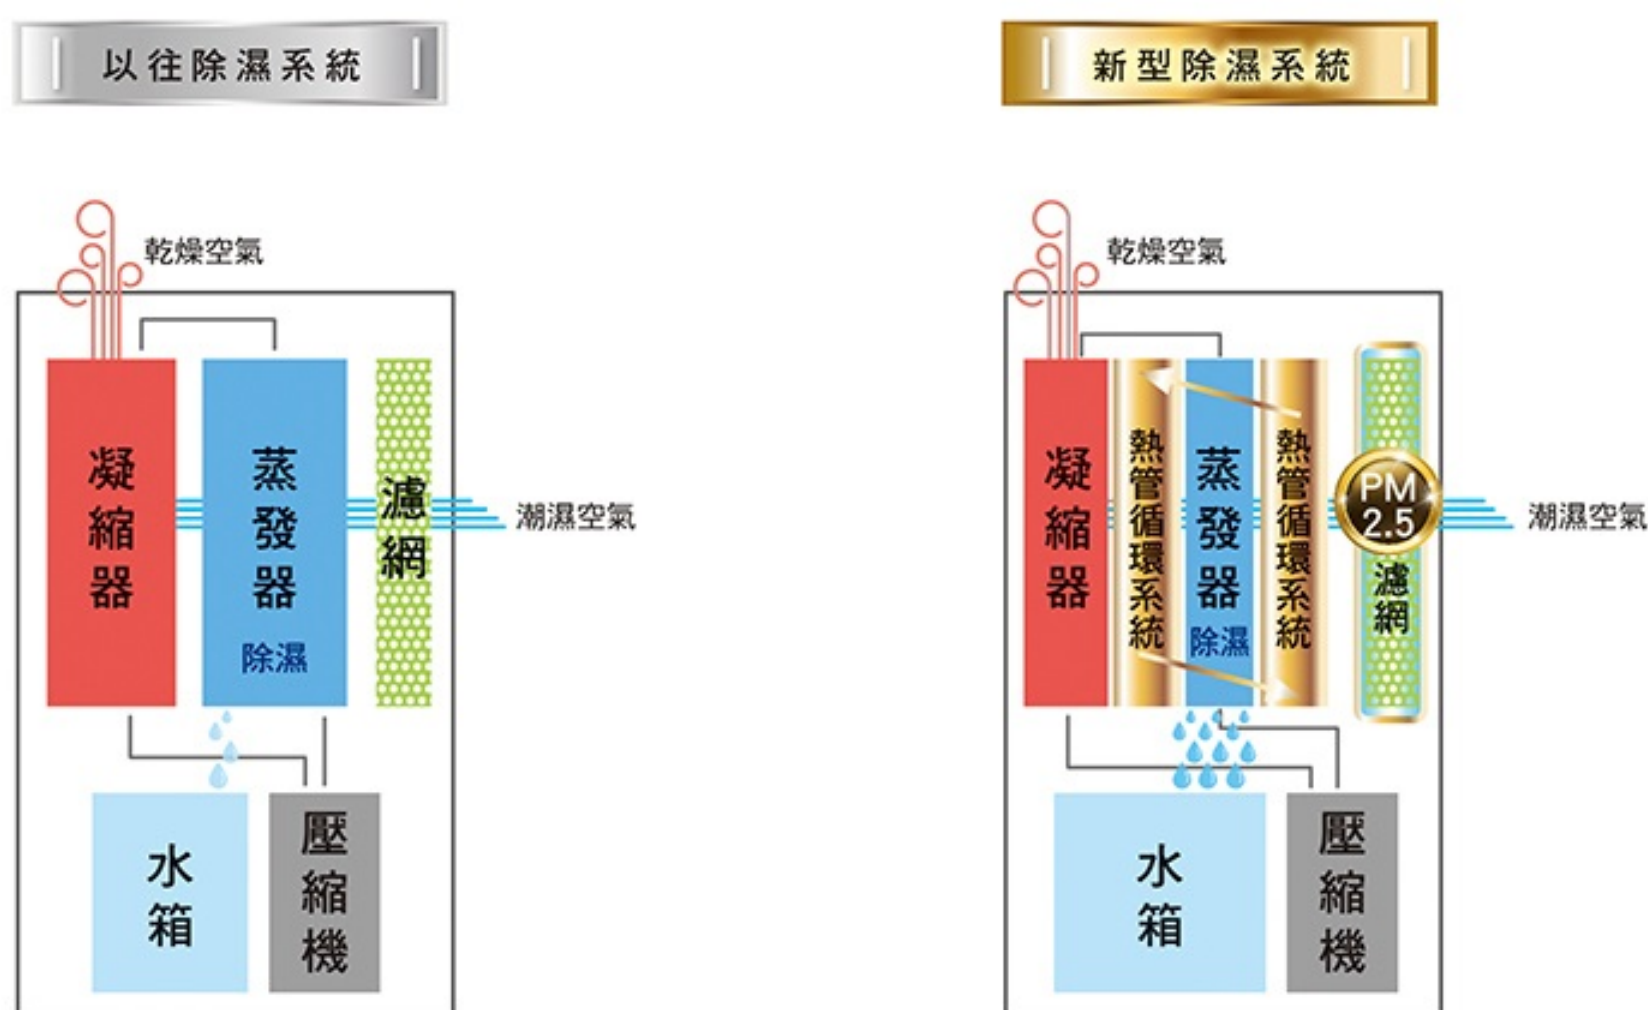 以往除濕系統
乾燥空氣
凝縮器
蒸發器
除濕
濾網
潮濕空氣
水箱
壓縮機
新型除濕系統
乾燥空氣
凝縮器
熱管循環系統
蒸發器
除濕
熱管循環系統
PM
2.5
濾網
潮濕空氣
水箱
壓縮機